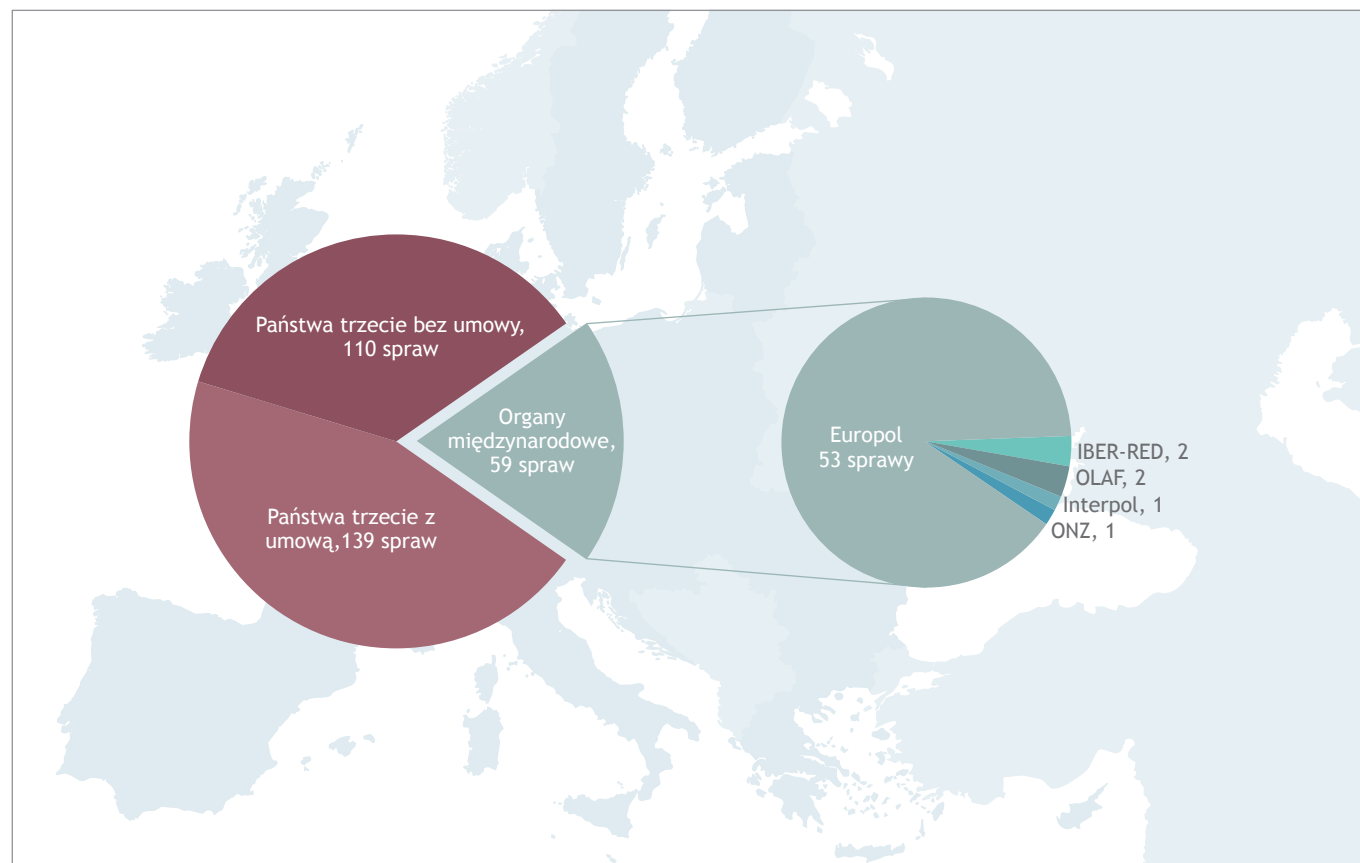 Państwa trzecie bez umowy,
110 spraw
Państwa trzecie z
umową,139 spraw
Organy
międzynarodowe,
59 spraw
Europol
53 sprawy
IBER-RED, 2
OLAF, 2
Interpol, 1
ONZ, 1